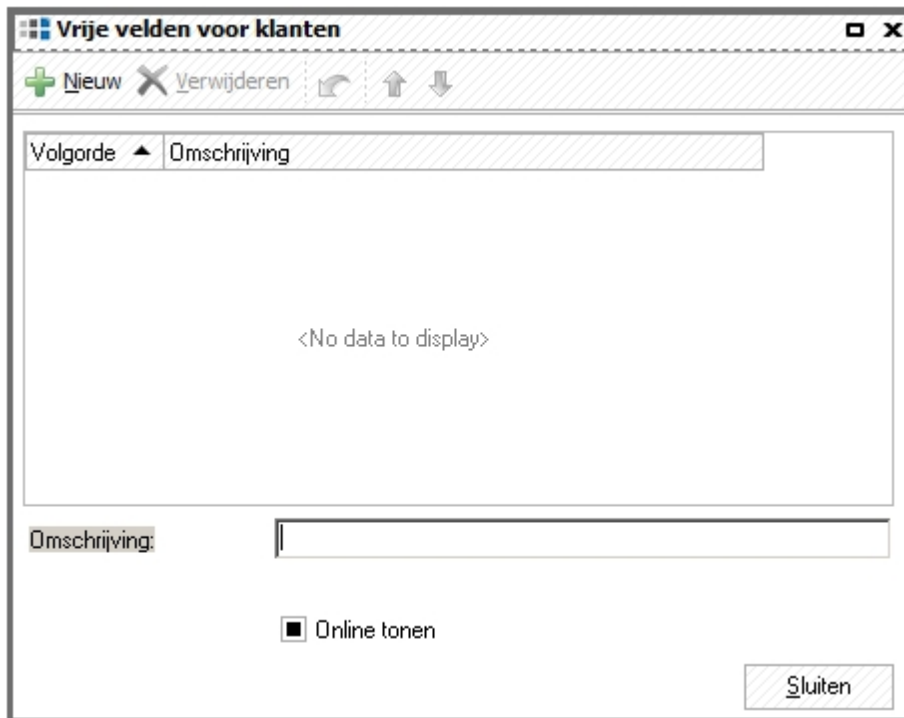 Vrije velden voor klanten
Nieuw Verwijderen
Volgorde Omschrijving
<No data to display>
Omschrijving:
Online tonen
Sluiten